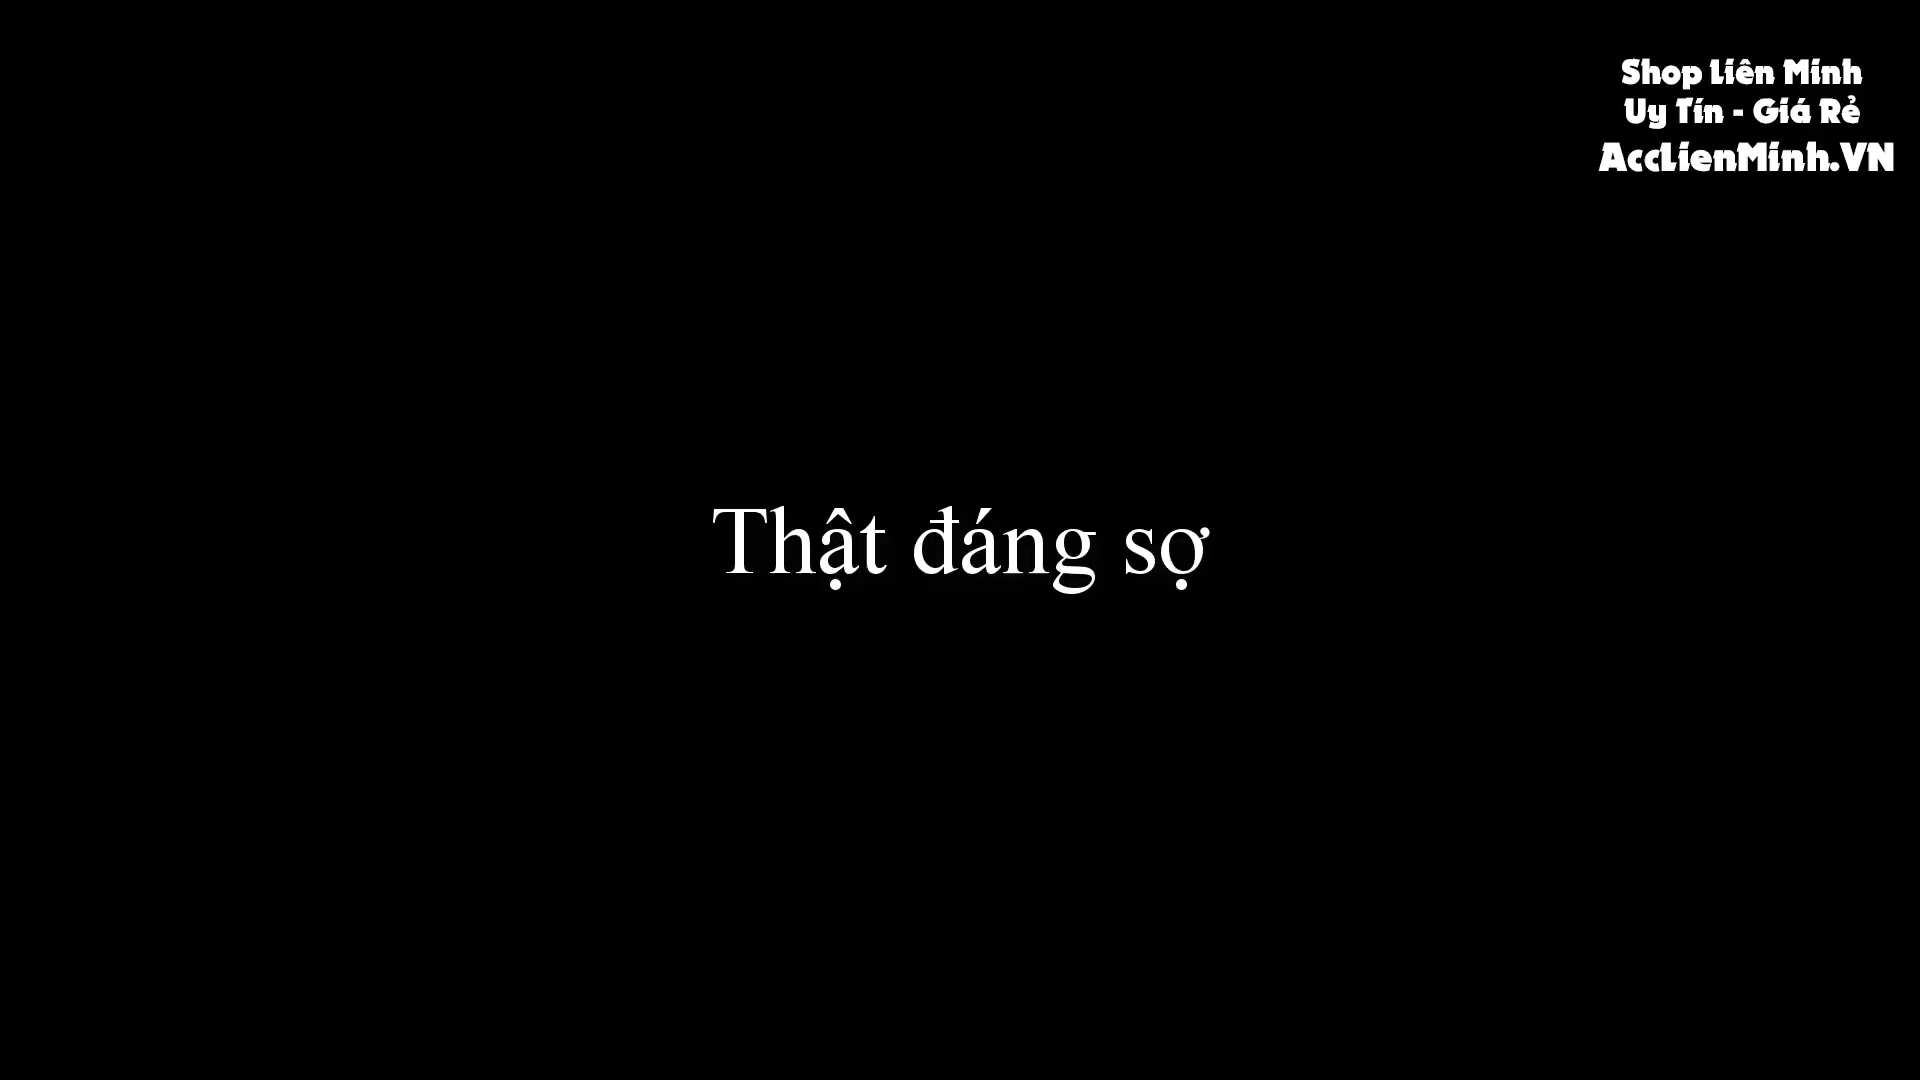 Shop Liên Minh
Uy Tín - Giá Rẻ
AccLienMinh.VN
Thật đáng sợ